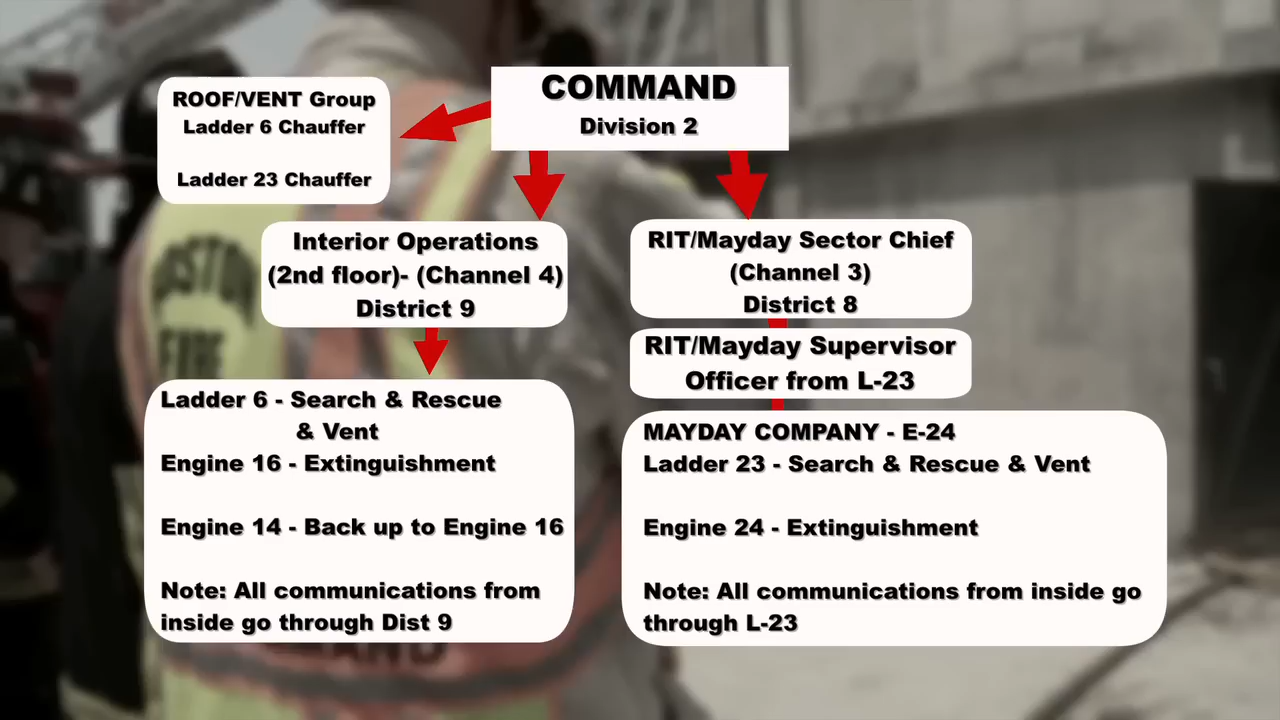 COMMAND
Division 2
ROOF/VENT Group
Ladder 6 Chauffer
Ladder 23 Chauffer
Interior Operations
(2nd floor)- (Channel 4)
District 9
RIT/Mayday Sector Chief
(Channel 3)
District 8
RIT/Mayday Supervisor
Officer from L-23
Ladder 6 - Search & Rescue
& Vent
Engine 16 - Extinguishment
Engine 14 - Back up to Engine 16
Note: All communications from
inside go through Dist 9
MAYDAY COMPANY - E-24
Ladder 23 - Search & Rescue & Vent
Engine 24 - Extinguishment
Note: All communications from inside go
through L-23
BOSTON
FIRE